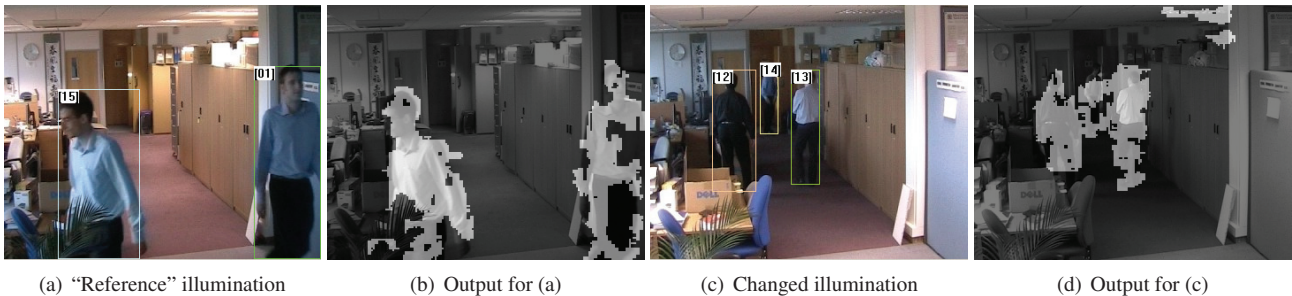 [15]
[01]
[12]
[14]
[13]
DELL
(a) “Reference” illumination
(b) Output for (a)
(c) Changed illumination
(d) Output for (c)